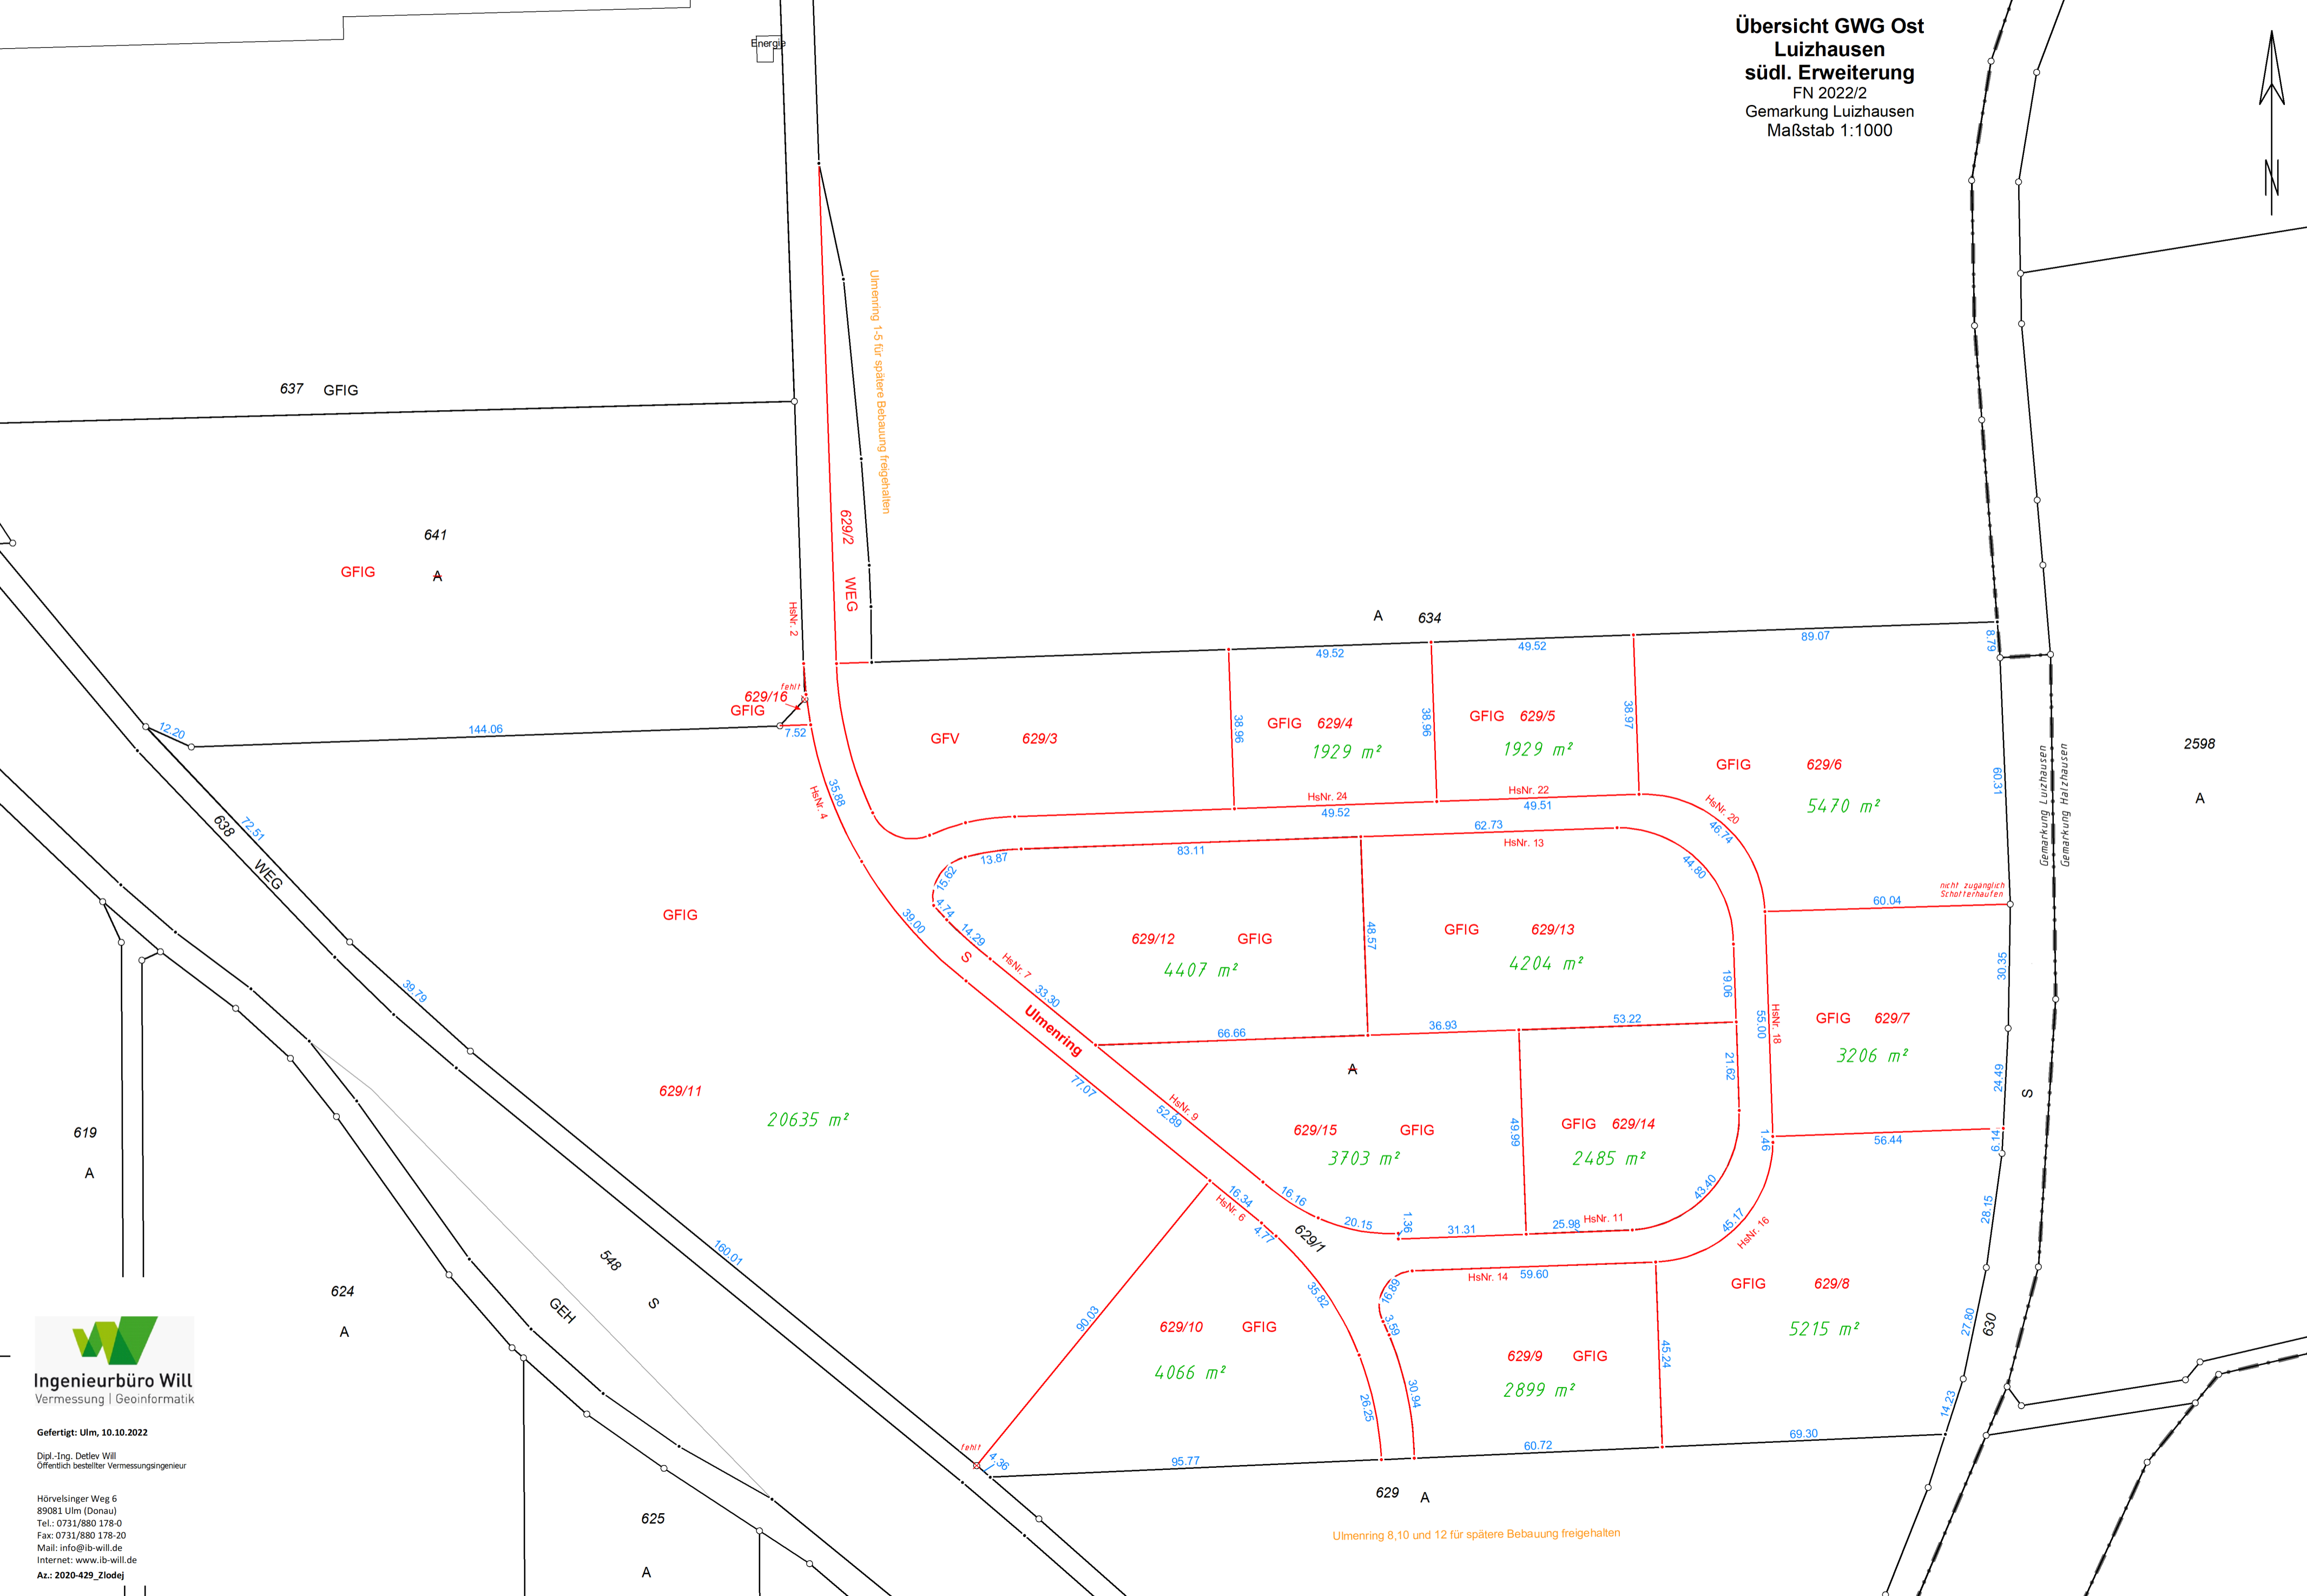 Übersicht GWG Ost
Luizhausen
südl. Erweiterung
FN 2022/2
Gemarkung Luizhausen
Maßstab 1:1000
N
Energie
Ulmenring 1-5 für spätere Bebauung freigehalten
637 GFIG
641
GFIG A
629/2
WEG
HsNr. 2
fehlt
629/16
GFIG
7.52
12.20
144.06
A 634
49.52
49.52
89.07
8.79
GFV 629/3
38.96
GFIG 629/4
1929 m²
38.96
GFIG 629/5
1929 m²
38.97
GFIG 629/6
5470 m²
60.31
Gemarkung Luizhausen
Gemarkung Halzhausen
2598
A
35.88
HsNr. 4
HsNr. 24
49.52
HsNr. 22
49.51
HsNr. 20
46.74
638
72.51
WEG
13.87
83.11
62.73
HsNr. 13
44.80
15.62
4.74
14.29
39.00
S
HsNr. 7
33.30
GFIG
629/12 GFIG
4407 m²
48.57
GFIG 629/13
4204 m²
19.06
nicht zugänglich
Schotterhaufen
60.04
30.35
39.79
Ulmenring
66.66
36.93
53.22
55.00
HsNr. 18
GFIG 629/7
3206 m²
24.49
S
A
21.62
77.07
HsNr. 9
52.89
629/11
20635 m²
629/15 GFIG
3703 m²
49.99
GFIG 629/14
2485 m²
1.46
56.44
6.14
619
A
16.34
HsNr. 6
4.77
16.16
20.15
1.36
31.31
25.98
HsNr. 11
43.40
45.17
HsNr. 16
28.15
629/1
160.01
548
S
GEH
624
A
90.03
35.82
16.89
3.59
HsNr. 14 59.60
GFIG 629/8
5215 m²
27.80
630
629/10 GFIG
4066 m²
26.25
30.94
629/9 GFIG
2899 m²
45.24
14.23
fehlt
4.36
95.77
60.72
69.30
629 A
Ulmenring 8,10 und 12 für spätere Bebauung freigehalten
625
A
Ingenieurbüro Will
Vermessung | Geoinformatik
Gefertigt: Ulm, 10.10.2022
Dipl.-Ing. Detlev Will
Öffentlich bestellter Vermessungsingenieur
Hörvelsinger Weg 6
89081 Ulm (Donau)
Tel.: 0731/880 178-0
Fax: 0731/880 178-20
Mail: info@ib-will.de
Internet: www.ib-will.de
Az.: 2020-429_Zlodej